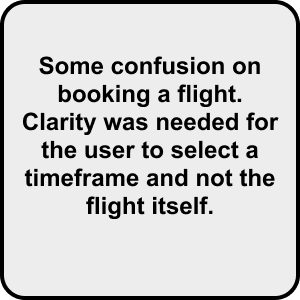 Some confusion on
booking a flight.
Clarity was needed for
the user to select a
timeframe and not the
flight itself.